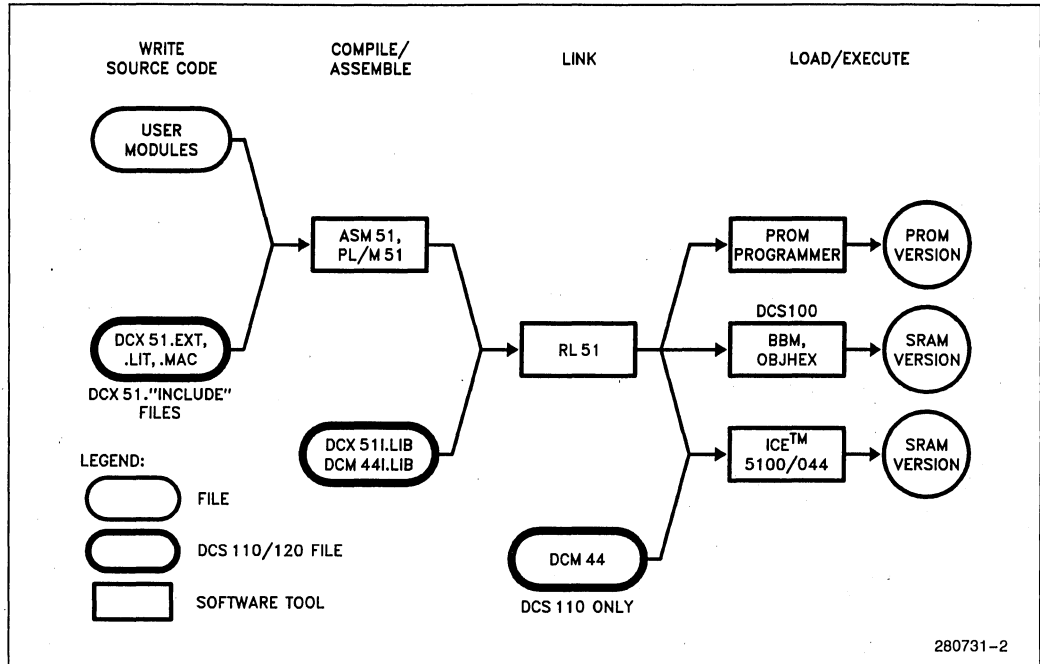 WRITE
SOURCE CODE
COMPILE/
ASSEMBLE
LINK
LOAD/EXECUTE
USER
MODULES
ASM 51,
PL/M 51
PROM
PROGRAMMER
PROM
VERSION
DCX 51.EXT,
.LIT, .MAC
DCX 51."INCLUDE"
FILES
RL 51
DCS100
BBM,
OBJHEX
SRAM
VERSION
DCX 51I.LIB
DCM 44I.LIB
ICE™
5100/044
SRAM
VERSION
DCM 44
DCS 110 ONLY
LEGEND:
FILE
DCS 110/120 FILE
SOFTWARE TOOL
280731-2